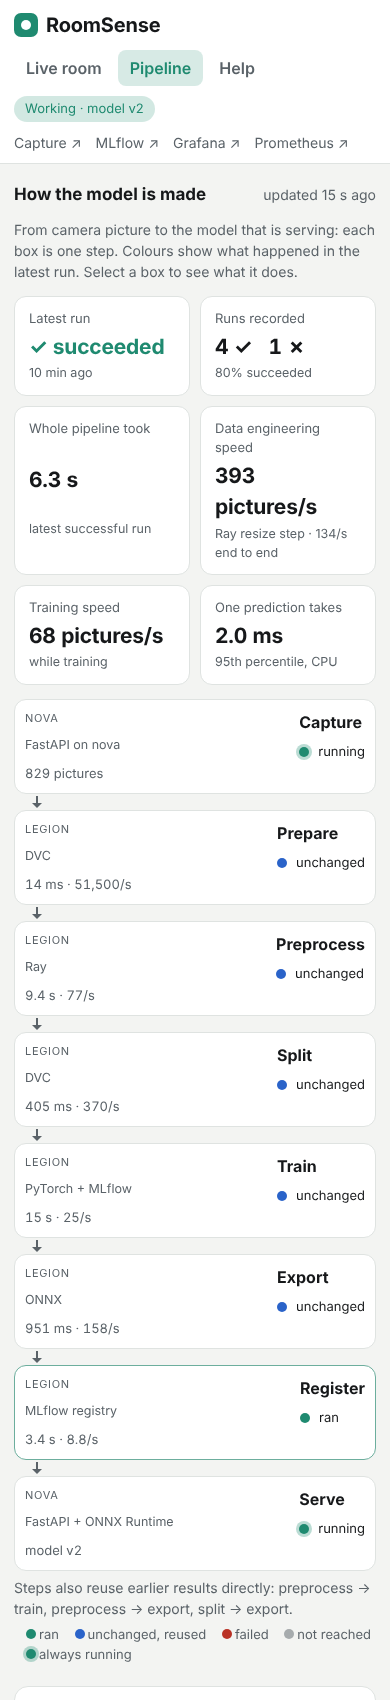 RoomSense
Live room Pipeline Help
Working · model v2
Capture ↗ MLflow ↗ Grafana ↗ Prometheus ↗
How the model is made updated 15 s ago
From camera picture to the model that is serving: each
box is one step. Colours show what happened in the
latest run. Select a box to see what it does.
Latest run
✓ succeeded
10 min ago
Runs recorded
4 ✓ 1 ×
80% succeeded
Whole pipeline took
6.3 s
latest successful run
Data engineering
speed
393
pictures/s
Ray resize step · 134/s
end to end
Training speed
68 pictures/s
while training
One prediction takes
2.0 ms
95th percentile, CPU
NOVA
Capture
FastAPI on nova
running
829 pictures
LEGION
Prepare
DVC
unchanged
14 ms · 51,500/s
LEGION
Preprocess
Ray
unchanged
9.4 s · 77/s
LEGION
Split
DVC
unchanged
405 ms · 370/s
LEGION
Train
PyTorch + MLflow
unchanged
15 s · 25/s
LEGION
Export
ONNX
unchanged
951 ms · 158/s
LEGION
Register
MLflow registry
ran
3.4 s · 8.8/s
NOVA
Serve
FastAPI + ONNX Runtime
running
model v2
Steps also reuse earlier results directly: preprocess →
train, preprocess → export, split → export.
ran unchanged, reused failed not reached
always running